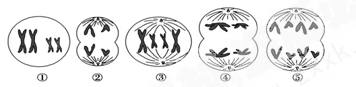 ① ② ③ ④ ⑤